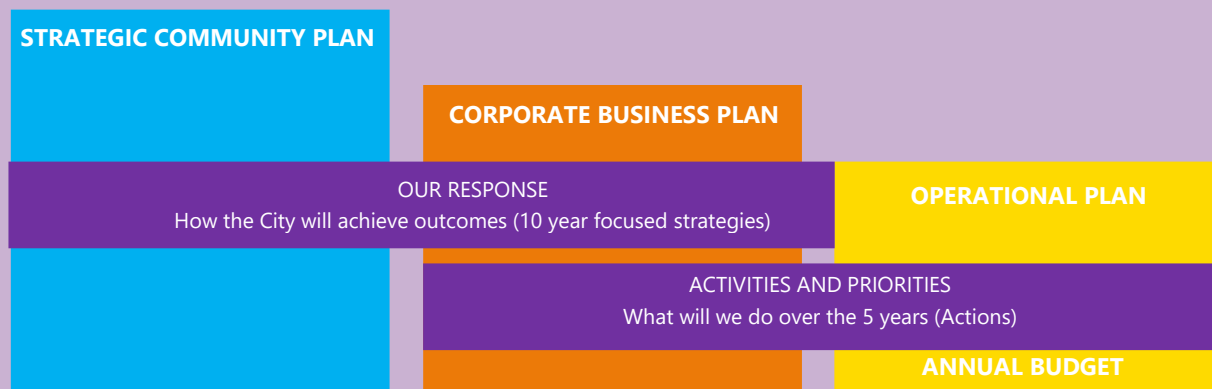 STRATEGIC COMMUNITY PLAN
CORPORATE BUSINESS PLAN
OUR RESPONSE
How the City will achieve outcomes (10 year focused strategies)
OPERATIONAL PLAN
ACTIVITIES AND PRIORITIES
What will we do over the 5 years (Actions)
ANNUAL BUDGET